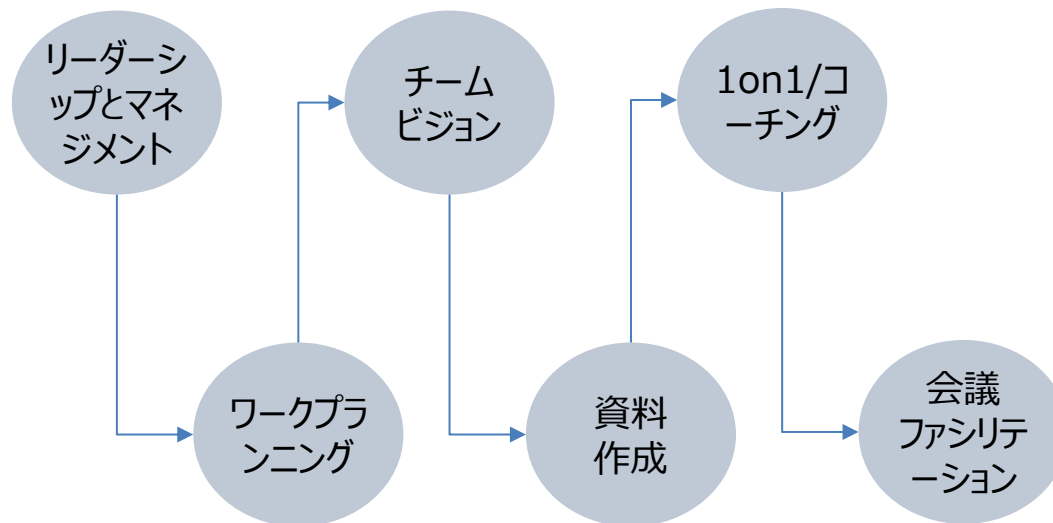 リーダーシ
ップとマネ
ジメント
チーム
ビジョン
1on1/コ
ーチング
ワークプラ
ンニング
資料
作成
会議
ファシリテ
ーション